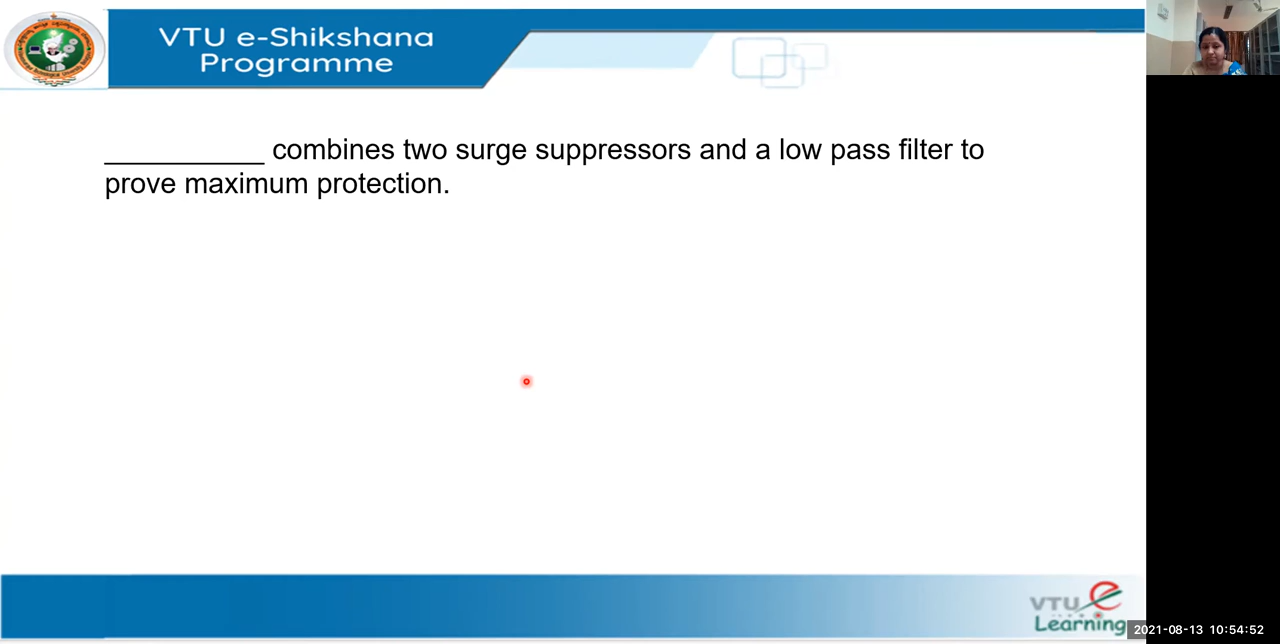 VTU e-Shikshana
Programme
__________ combines two surge suppressors and a low pass filter to
prove maximum protection.
VTU e
Learning
2021-08-13 10:54:52